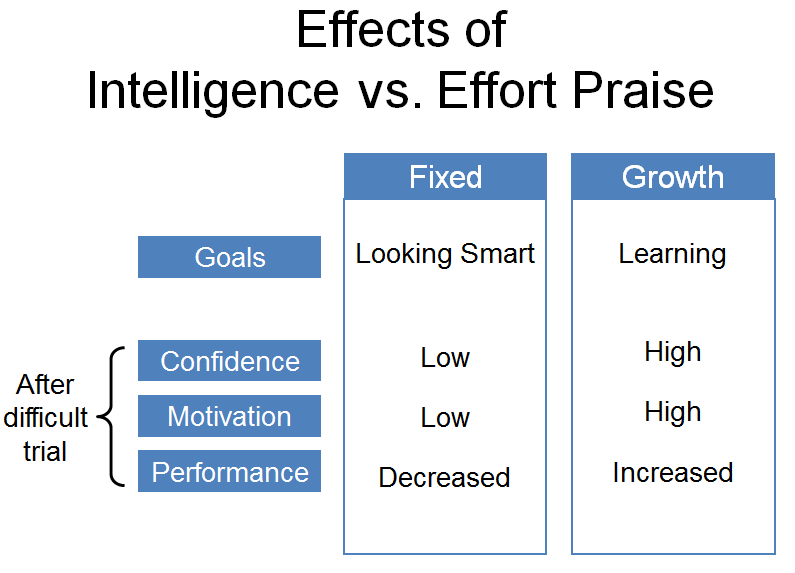 Effects of
Intelligence vs. Effort Praise
Fixed
Growth
Goals
Looking Smart
Learning
After
difficult
trial
Confidence
Low
High
Motivation
Low
High
Performance
Decreased
Increased